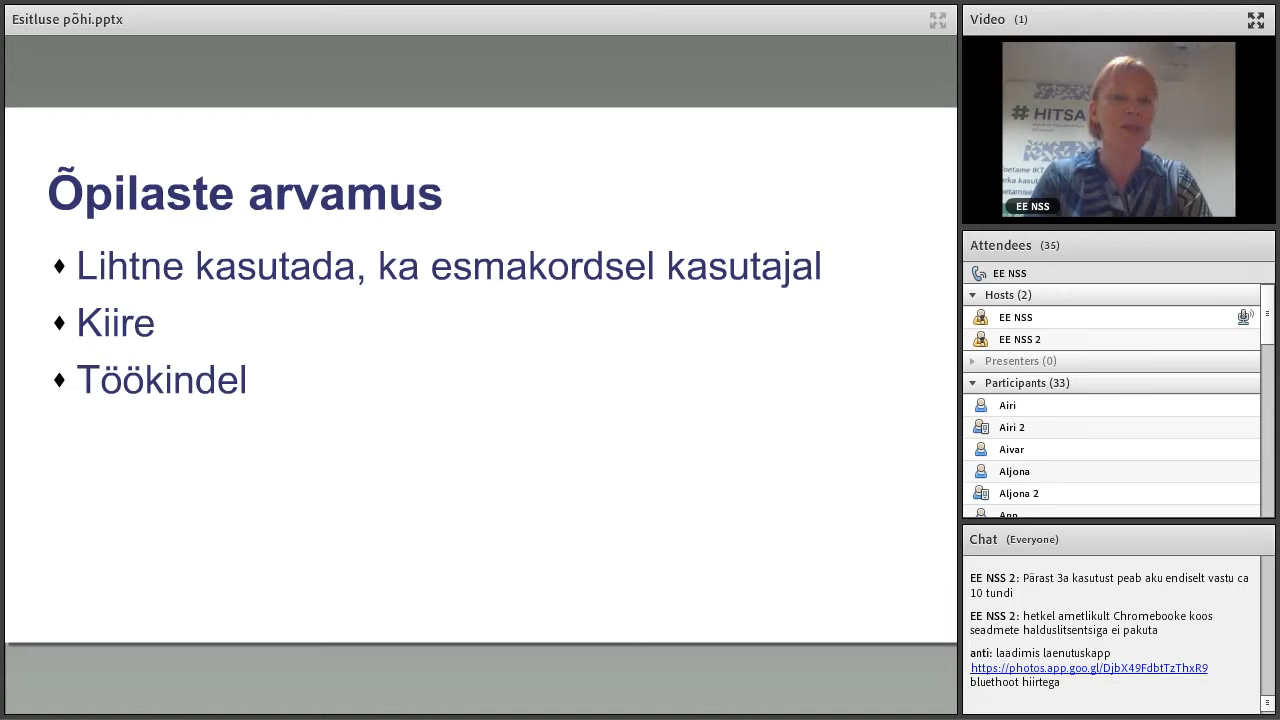 Esitluse põhi.pptx
Õpilaste arvamus
Lihtne kasutada, ka esmakordsel kasutajal
Kiire
Töökindel
Video (1)
# HITSA
EE NSS
Attendees (35)
EE NSS
Hosts (2)
EE NSS
EE NSS 2
Presenters (0)
Participants (33)
Airi
Airi 2
Aivar
Aljona
Aljona 2
Ann
Chat (Everyone)
EE NSS 2: Pärast 3a kasutust peab aku endiselt vastu ca
10 tundi
EE NSS 2: hetkel ametlikult Chromebooke koos
seadmete halduslitsentsiga ei pakuta
anti: laadimis laenutuskapp
https://photos.app.goo.gl/DjbX49FdbtTzThxR9
bluethoot hiirtega